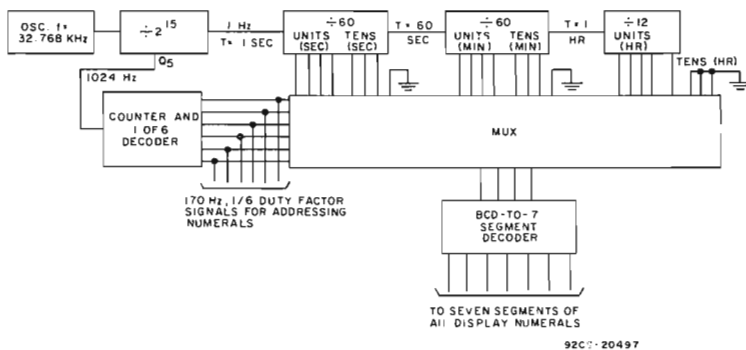 OSC. f=
32.768 KHz
÷2 15
1 Hz
T= 1 SEC
÷60
UNITS
(SEC)
TENS
(SEC)
T = 60
SEC
÷60
UNITS
(MIN)
TENS
(MIN)
T = 1
HR
÷12
UNITS
(HR)
TENS (HR)
Q5
1024 Hz
COUNTER AND
1 OF 6
DECODER
MUX
170 Hz, 1/6 DUTY FACTOR
SIGNALS FOR ADDRESSING
NUMERALS
BCD-TO-7
SEGMENT
DECODER
TO SEVEN SEGMENTS OF
All DISPLAY NUMERALS